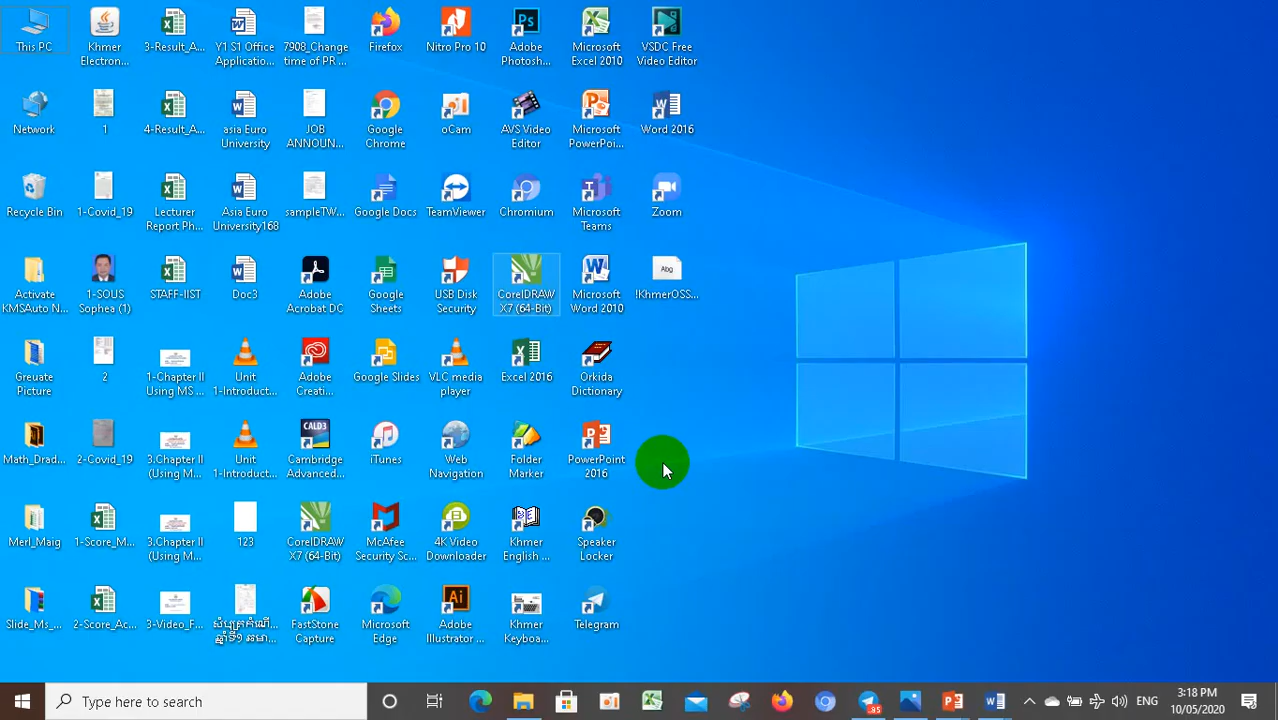 This PC
Khmer
Electron...
3-Result_A...
Y1 S1 Office
Applicatio...
7908_Change
time of PR ...
Firefox
Nitro Pro 10
Adobe
Photosh...
Microsoft
Excel 2010
VSDC Free
Video Editor
Network
1
4-Result_A...
asia Euro
University
JOB
ANNOUN...
Google
Chrome
oCam
AVS Video
Editor
Microsoft
PowerPoi...
Word 2016
Recycle Bin
1-Covid_19
Lecturer
Report Ph...
Asia Euro
University168
sampleTW...
Google Docs
TeamViewer
Chromium
Microsoft
Teams
Zoom
Activate
KMSAuto N...
1-SOUS
Sophea (1)
STAFF-IIST
Doc3
Adobe
Acrobat DC
Google
Sheets
USB Disk
Security
CorelDRAW
X7 (64-Bit)
Microsoft
Word 2010
Abg
!KhmerOSS...
Greuate
Picture
2
1-Chapter II
Using MS ...
Unit
1-Introduct...
Adobe
Creati...
Google Slides
VLC media
player
Excel 2016
Orkida
Dictionary
Math_Drad...
2-Covid_19
3.Chapter II
(Using M...
Unit
1-Introduct...
CALD3
Cambridge
Advanced...
iTunes
Web
Navigation
Folder
Marker
PowerPoint
2016
Merl_Maig
1-Score_M...
3.Chapter II
(Using M...
123
CorelDRAW
X7 (64-Bit)
McAfee
Security Sc...
4K Video
Downloader
Khmer
English ...
Speaker
Locker
Slide_Ms_...
2-Score_Ac...
3-Video_F...
FastStone
Capture
Microsoft
Edge
Adobe
Illustrator ...
Khmer
Keyboa...
Telegram
Type here to search
ENG
3:18 PM
10/05/2020